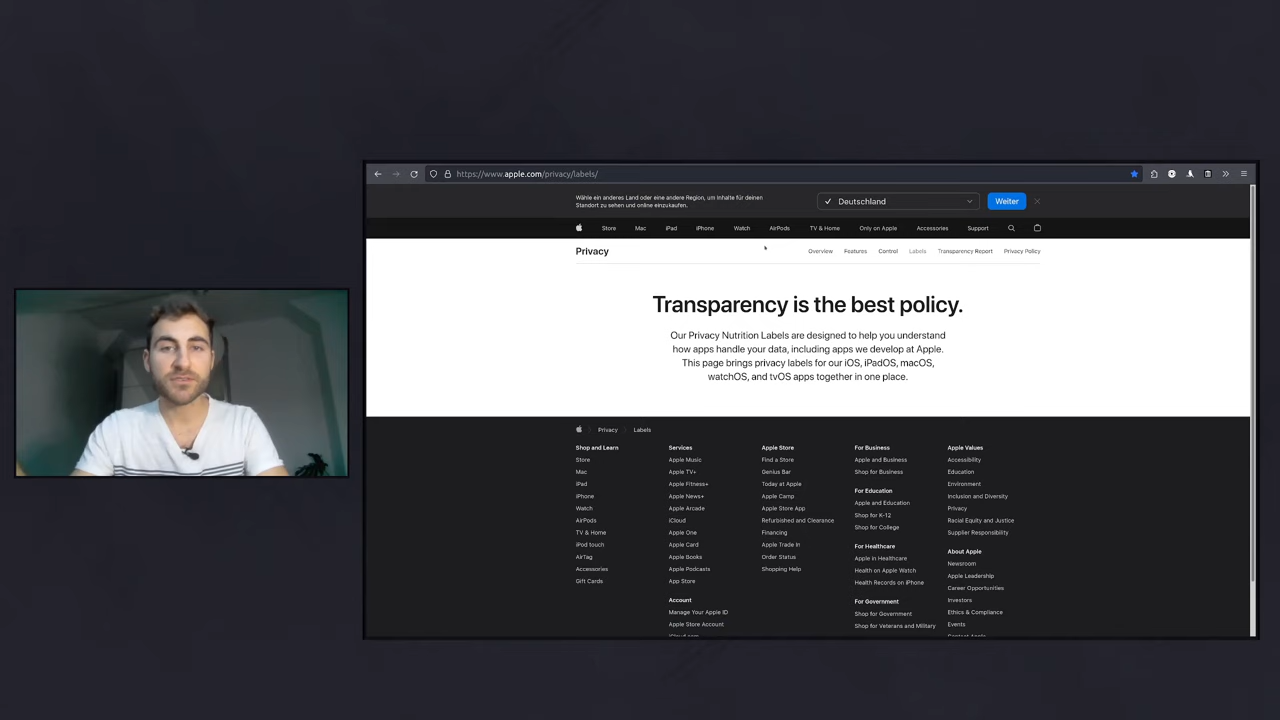 https://www.apple.com/privacy/labels/
Wähle ein anderes Land oder eine andere Region, um Inhalte für deinen
Standort zu sehen und online einzukaufen.
Deutschland
Weiter
Store Mac iPad iPhone Watch AirPods TV & Home Only on Apple Accessories Support
Privacy
Overview Features Control Labels Transparency Report Privacy Policy
Transparency is the best policy.
Our Privacy Nutrition Labels are designed to help you understand
how apps handle your data, including apps we develop at Apple.
This page brings privacy labels for our iOS, iPadOS, macOS,
watchOS, and tvOS apps together in one place.
Privacy Labels
Shop and Learn
Store
Mac
iPad
iPhone
Watch
AirPods
TV & Home
iPod touch
AirTag
Accessories
Gift Cards
Services
Apple Music
Apple TV+
Apple Fitness+
Apple News+
Apple Arcade
iCloud
Apple One
Apple Card
Apple Books
Apple Podcasts
App Store
Account
Manage Your Apple ID
Apple Store Account
iCloud.com
Apple Store
Find a Store
Genius Bar
Today at Apple
Apple Camp
Apple Store App
Refurbished and Clearance
Financing
Apple Trade In
Order Status
Shopping Help
For Business
Apple and Business
Shop for Business
For Education
Apple and Education
Shop for K-12
Shop for College
For Healthcare
Apple in Healthcare
Health on Apple Watch
Health Records on iPhone
For Government
Shop for Government
Shop for Veterans and Military
Apple Values
Accessibility
Education
Environment
Inclusion and Diversity
Privacy
Racial Equity and Justice
Supplier Responsibility
About Apple
Newsroom
Apple Leadership
Career Opportunities
Investors
Ethics & Compliance
Events
Contact Apple